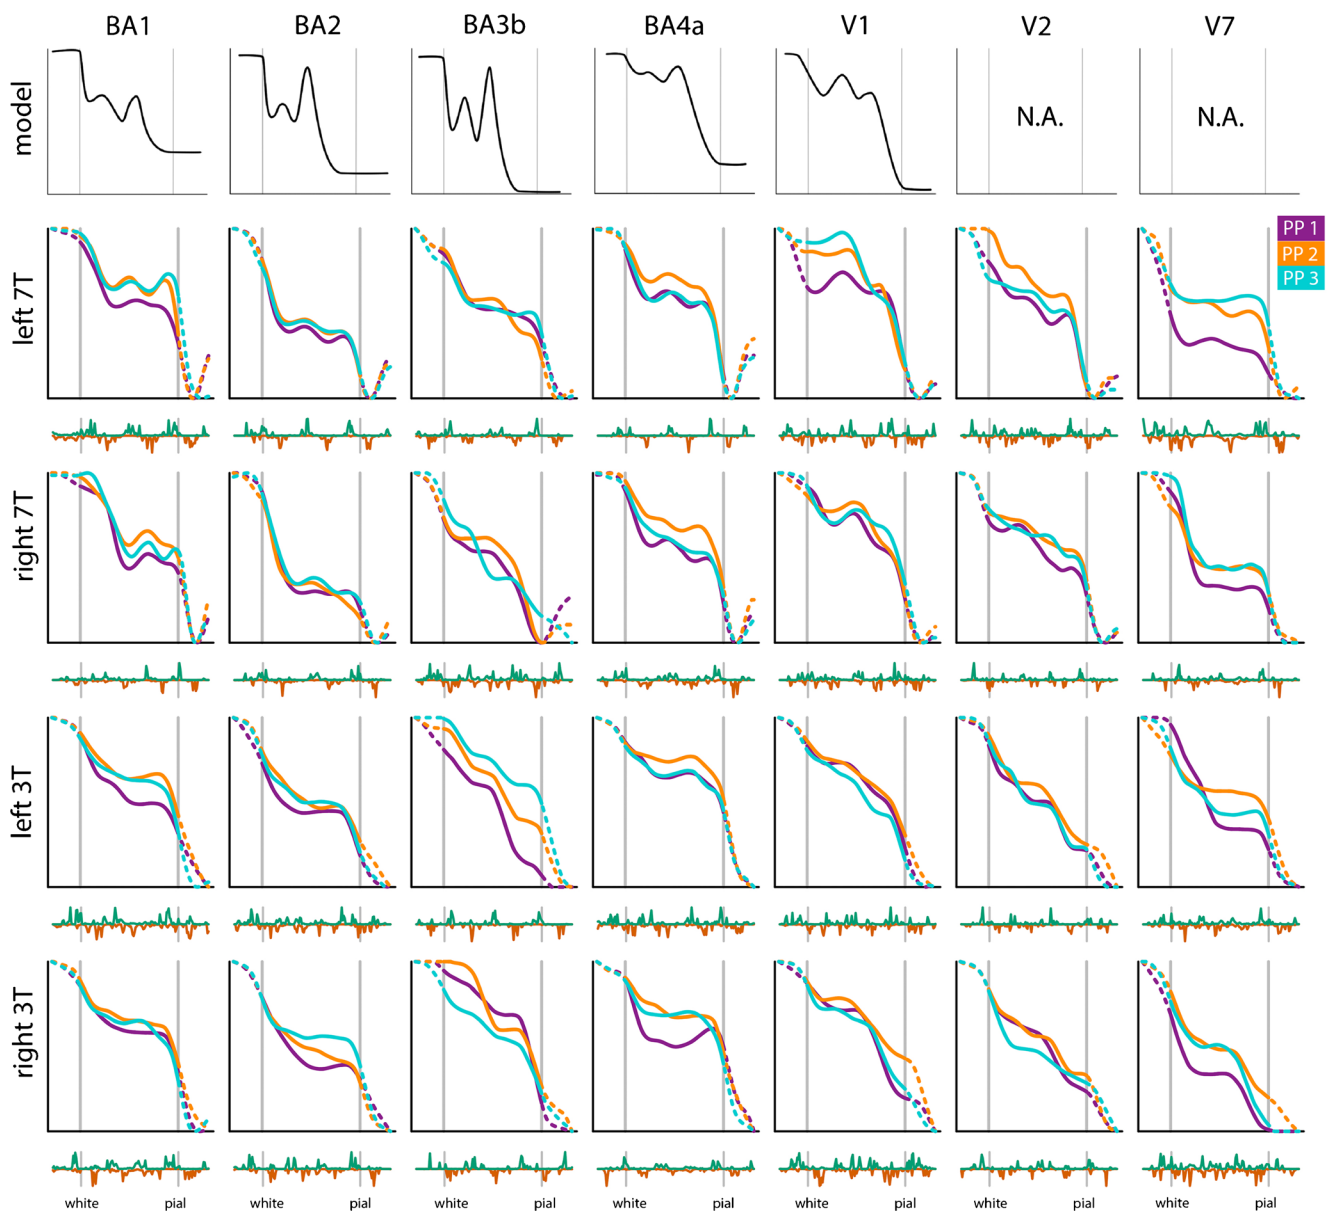 BA1 BA2 BA3b BA4a V1 V2 V7
model
N.A. N.A.
PP 1
PP 2
PP 3
left 7T
right 7T
left 3T
right 3T
white pial white pial white pial white pial white pial white pial white pial